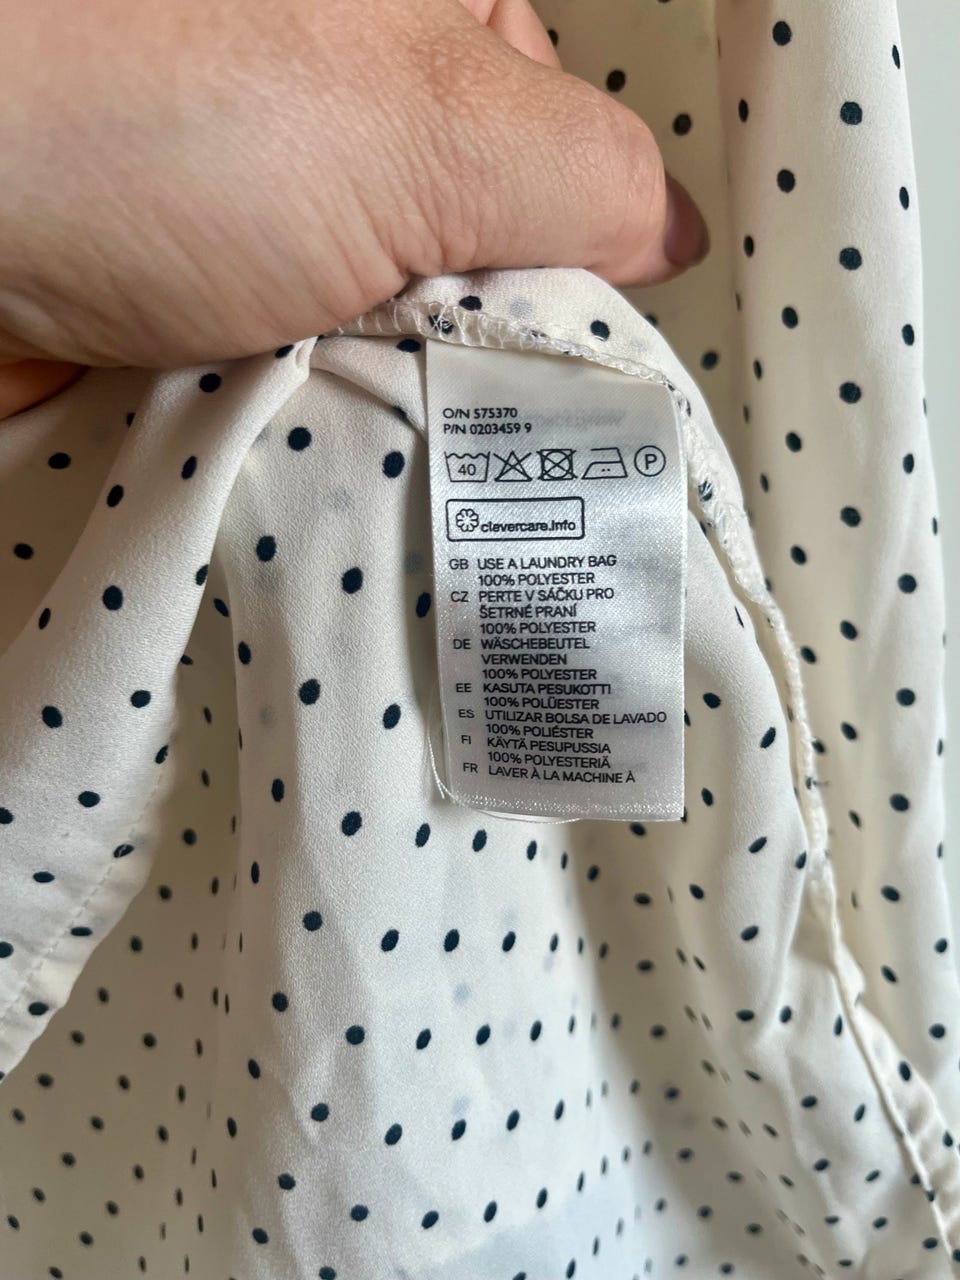 O/N 575370
P/N 0203459 9
40 P
clevercare.info
GB USE A LAUNDRY BAG
100% POLYESTER
CZ PERTE V SÁČKU PRO
ŠETRNÉ PRANÍ
100% POLYESTER
DE WÄSCHEBEUTEL
VERWENDEN
100% POLYESTER
EE KASUTA PESUKOTTI
100% POLÜESTER
ES UTILIZAR BOLSA DE LAVADO
100% POLIÉSTER
FI KÄYTÄ PESUPUSSIA
100% POLYESTERIÄ
FR LAVER À LA MACHINE À